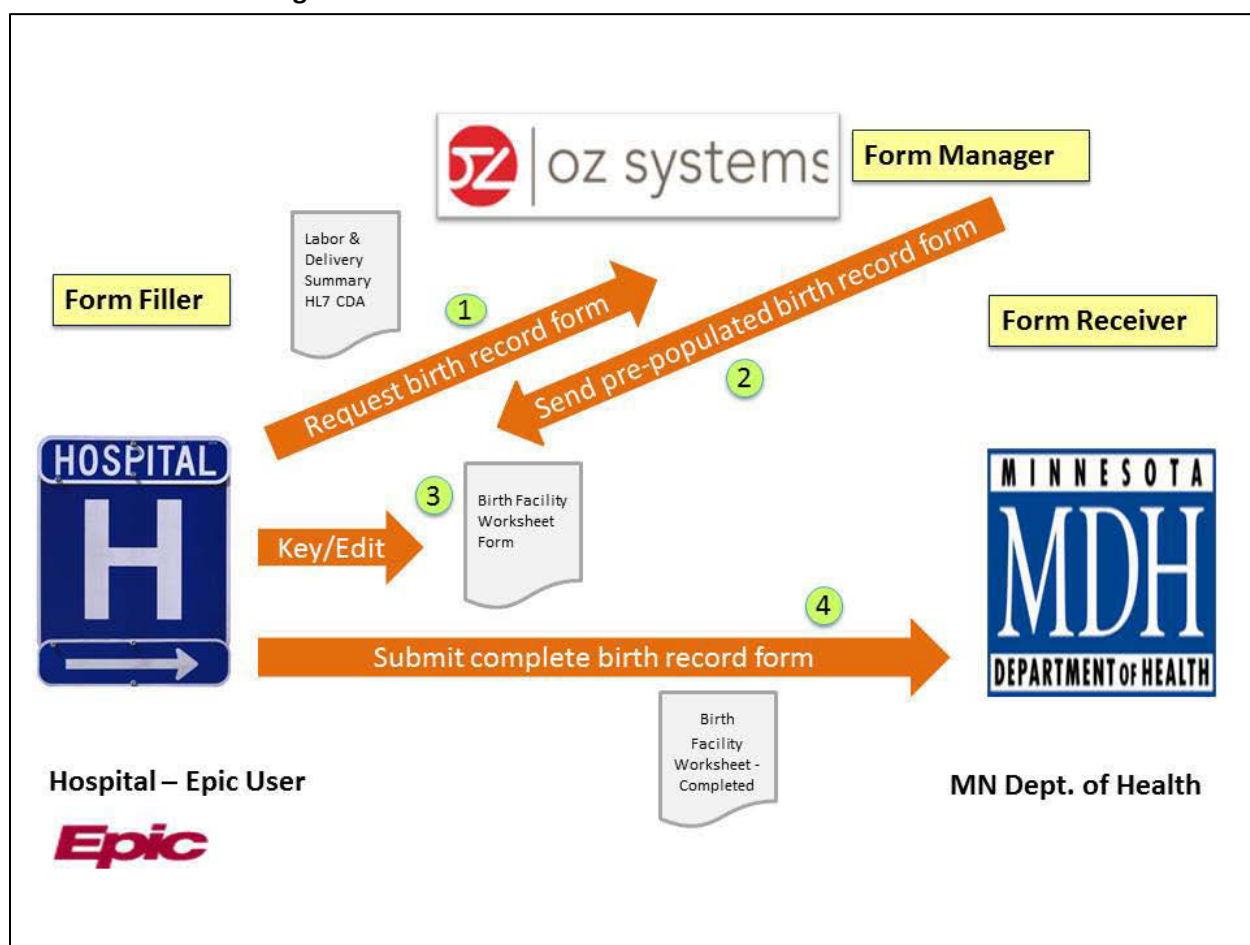 oz | oz systems
Form Manager
Labor &
Delivery
Summary
HL7 CDA
Form Filler
1
Request birth record form
Send pre-populated birth record form
2
Form Receiver
HOSPITAL
H
3
Key/Edit
Birth Facility
Worksheet
Form
4
Submit complete birth record form
MINNESOTA
MDH
DEPARTMENT OF HEALTH
Birth
Facility
Worksheet -
Completed
Hospital – Epic User
Epic
MN Dept. of Health